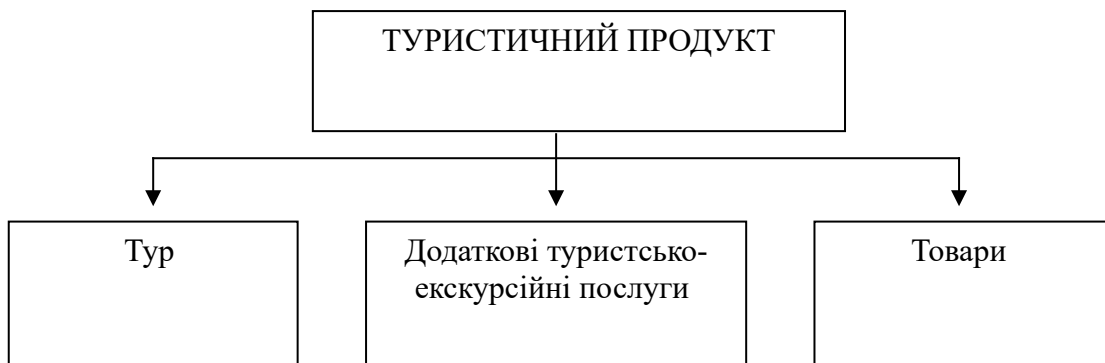 ТУРИСТИЧНИЙ ПРОДУКТ
Тур
Додаткові туристсько-
екскурсійні послуги
Товари